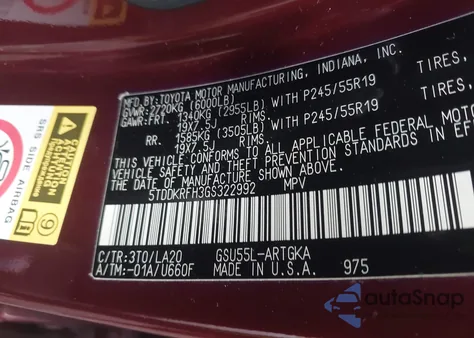 MFD. BY: TOYOTA MOTOR MANUFACTURING, INDIANA, INC.
GVWR: 2720KG (6000LB)
GAWR: FRT. 1340KG (2955LB) WITH P245/55R19 TIRES,
19X7.5J RIMS.
RR. 1585KG (3505LB) WITH P245/55R19 TIRES,
19X7.5J RIMS.
THIS VEHICLE CONFORMS TO ALL APPLICABLE FEDERAL MOTOR
VEHICLE SAFETY AND THEFT PREVENTION STANDARDS IN
DATE OF MANUFACTURE SHOWN ABOVE.
5TDDKRFH3GS322992 MPV
C/TR: 3T0/LA20 GSU55L-ARTGKA
A/TM: -01A/U660F MADE IN U.S.A. 975
SRS SIDE AIRBAG
9
autoSnap